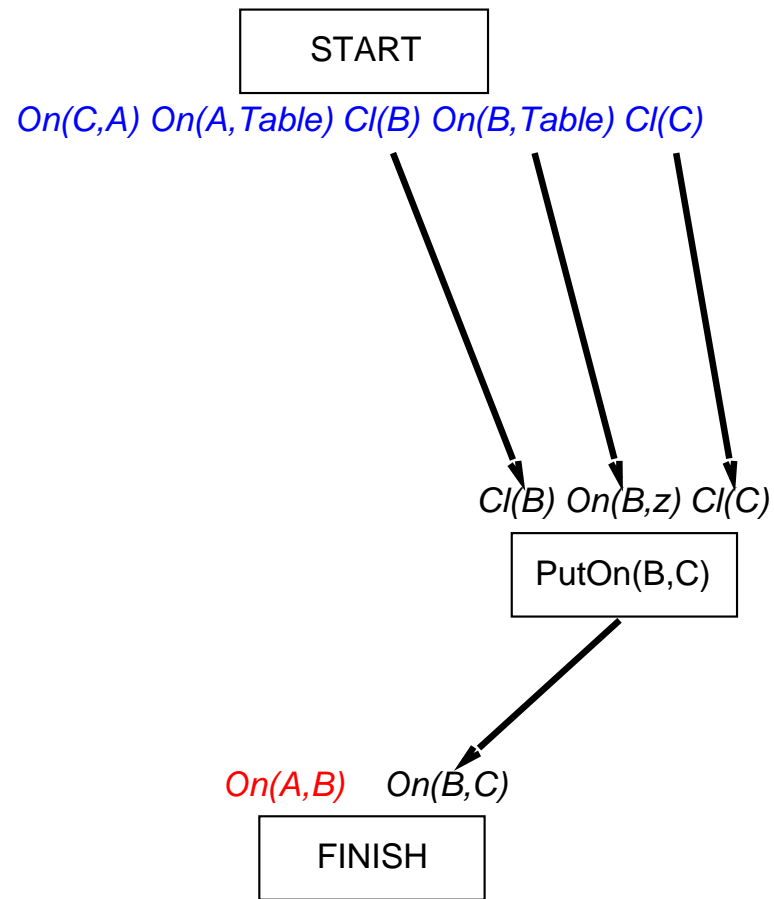 START
On(C,A) On(A,Table) Cl(B) On(B,Table) Cl(C)
Cl(B) On(B,z) Cl(C)
PutOn(B,C)
On(A,B) On(B,C)
FINISH